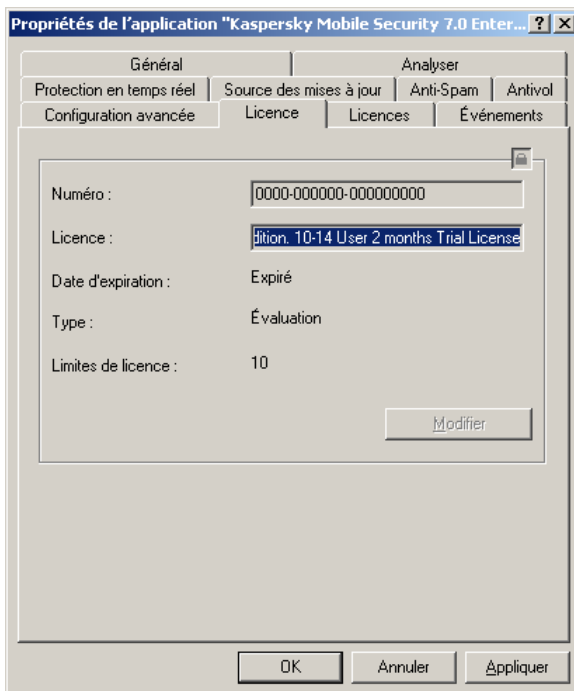 Propriétés de l'application "Kaspersky Mobile Security 7.0 Enter... ? X
Général Analyser
Protection en temps réel Source des mises à jour Anti-Spam Antivol
Configuration avancée Licence Licences Événements
Numéro : 0000-000000-000000000
Licence : dition. 10-14 User 2 months Trial License
Date d'expiration : Expiré
Type : Évaluation
Limites de licence : 10
Modifier
OK Annuler Appliquer